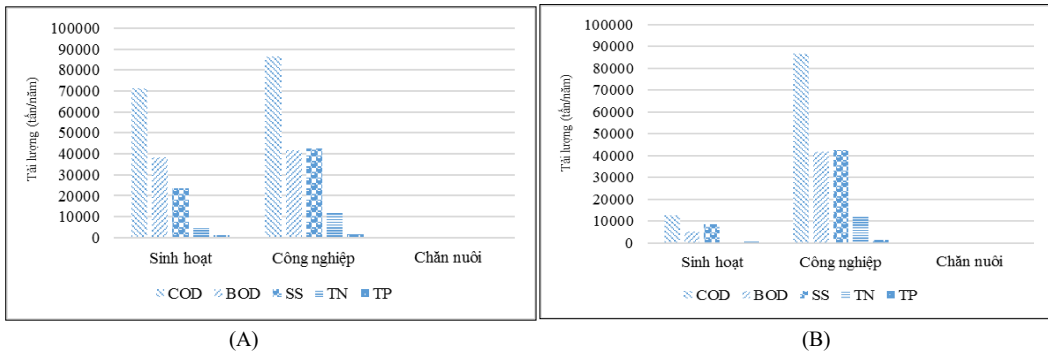 100000
90000
80000
70000
60000
50000
40000
30000
20000
10000
0
Tải lượng (tấn/năm)
Sinh hoạt Công nghiệp Chăn nuôi
COD BOD SS TN TP
(A)
100000
90000
80000
70000
60000
50000
40000
30000
20000
10000
0
Tải lượng (tấn/năm)
Sinh hoạt Công nghiệp Chăn nuôi
COD BOD SS TN TP
(B)